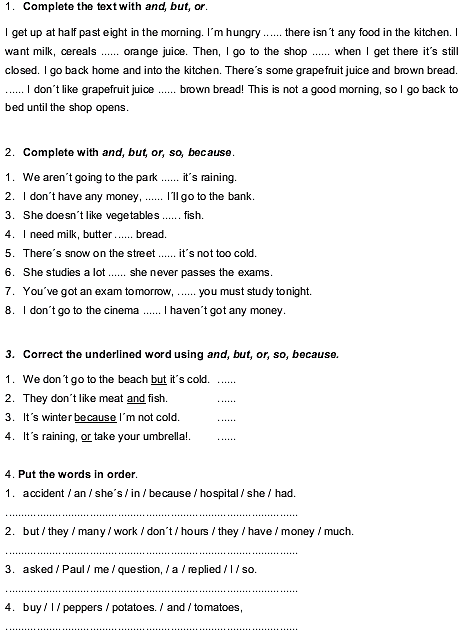 1. Complete the text with and, but, or.
I get up at half past eight in the morning. I´m hungry ...... there isn´t any food in the kitchen. I
want milk, cereals ...... orange juice. Then, I go to the shop ...... when I get there it´s still
closed. I go back home and into the kitchen. There´s some grapefruit juice and brown bread.
...... I don´t like grapefruit juice ...... brown bread! This is not a good morning, so I go back to
bed until the shop opens.
2. Complete with and, but, or, so, because.
1. We aren´t going to the park ...... it´s raining.
2. I don´t have any money, ...... I´ll go to the bank.
3. She doesn´t like vegetables ...... fish.
4. I need milk, butter ...... bread.
5. There´s snow on the street ...... it´s not too cold.
6. She studies a lot ...... she never passes the exams.
7. You´ve got an exam tomorrow, ...... you must study tonight.
8. I don´t go to the cinema ...... I haven´t got any money.
3. Correct the underlined word using and, but, or, so, because.
1. We don´t go to the beach but it´s cold. ......
2. They don´t like meat and fish. ......
3. It´s winter because I´m not cold. ......
4. It´s raining, or take your umbrella!. ......
4. Put the words in order.
1. accident / an / she´s / in / because / hospital / she / had.
2. but / they / many / work / don´t / hours / they / have / money / much.
3. asked / Paul / me / question, / a / replied / I / so.
4. buy / I / peppers / potatoes. / and / tomatoes,